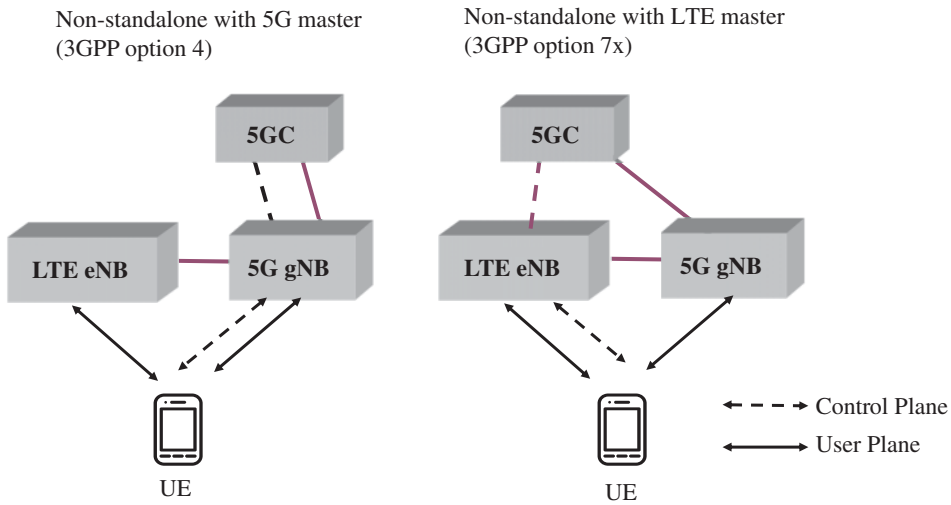 Non-standalone with 5G master
(3GPP option 4)
5GC
LTE eNB
5G gNB
UE
Non-standalone with LTE master
(3GPP option 7x)
5GC
LTE eNB
5G gNB
UE
Control Plane
User Plane